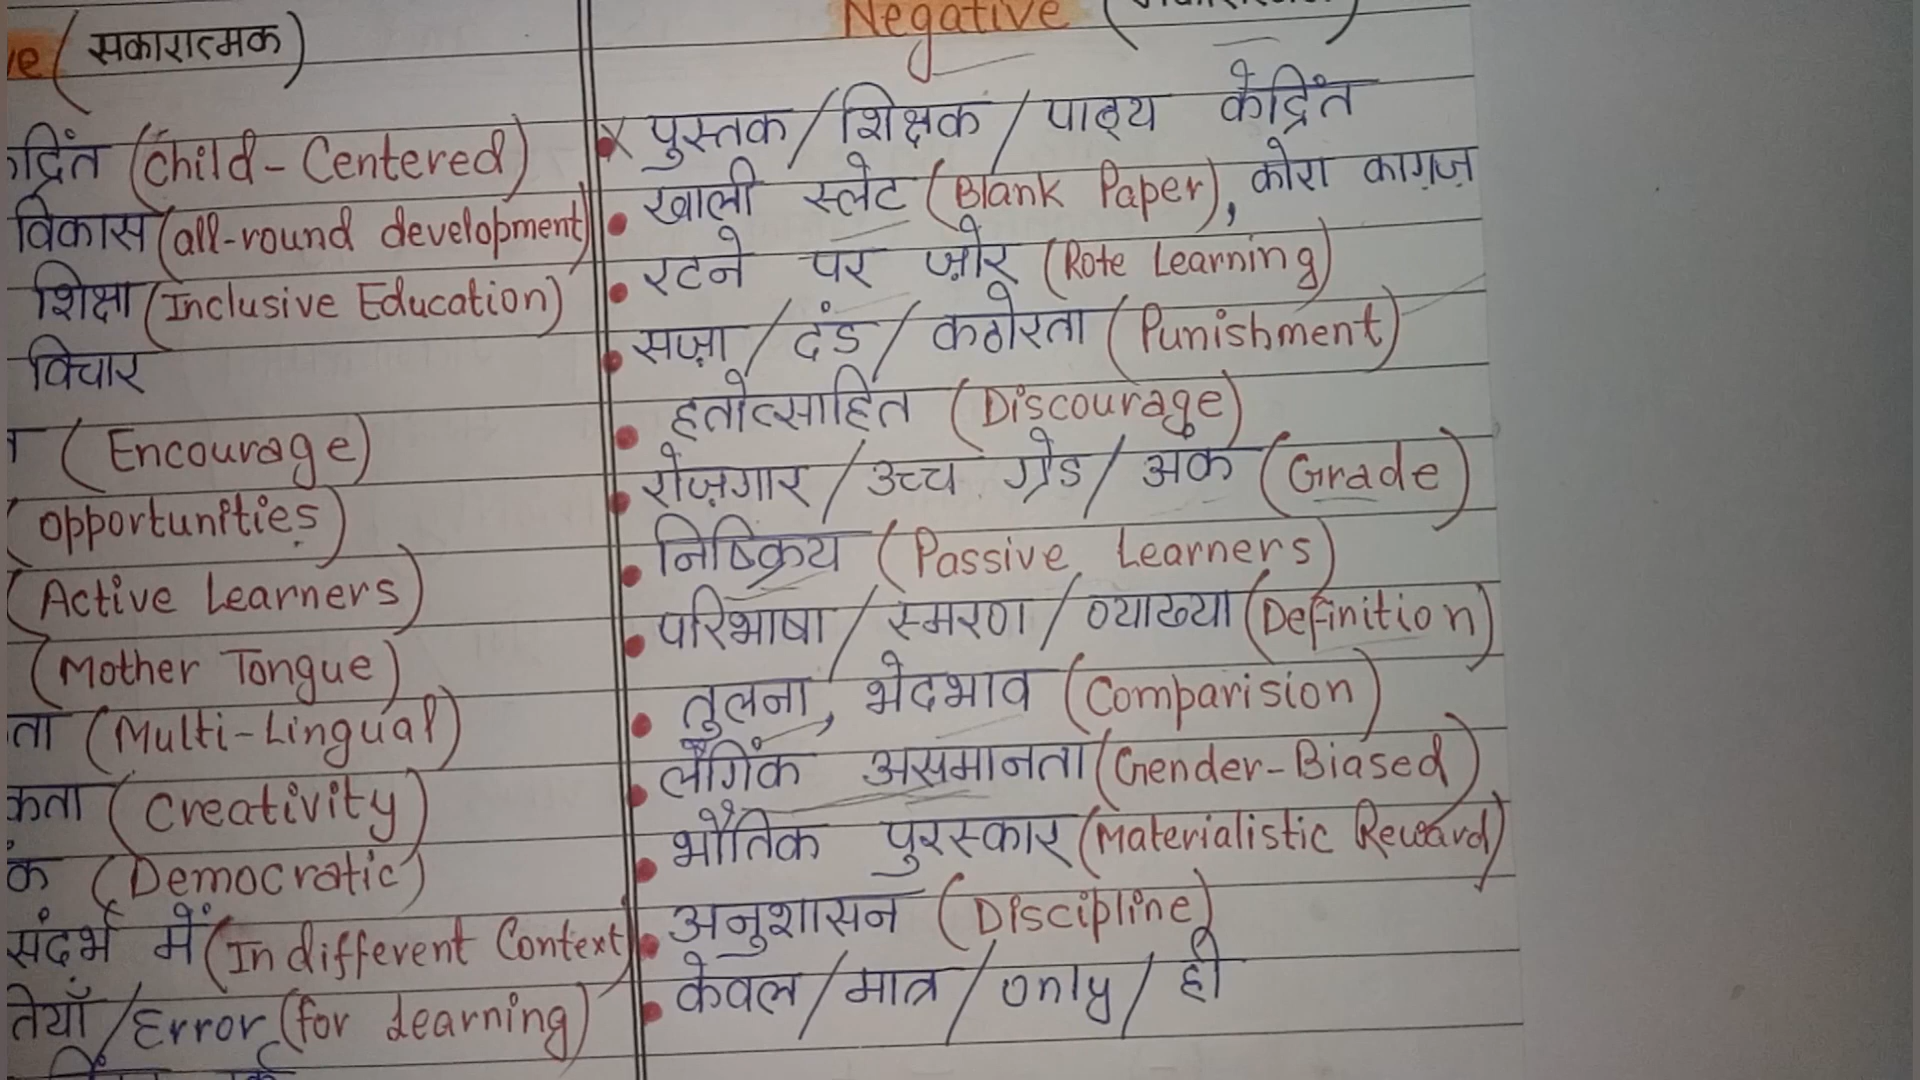 (सकारात्मक)
(Child-Centered)
विकास (all-round development)
शिक्षा (Inclusive Education)
विचार
(Encourage)
(opportunities)
(Active Learners)
(Mother Tongue)
(Multi-Lingual)
(Creativity)
(Democratic)
संदर्भ में (In different Context)
/Error (for learning)
Negative
पुस्तक/शिक्षक/पाठ्य केंद्रित
खाली स्लेट (Blank Paper), कोरा काग़ज़
रटने पर ज़ोर (Rote Learning)
सज़ा/दंड/कठोरता (Punishment)
हतोत्साहित (Discourage)
रोज़गार/उच्च ग्रेड/अंक (Grade)
निष्क्रिय (Passive Learners)
परिभाषा/स्मरण/व्याख्या (Definition)
तुलना, भेदभाव (Comparision)
लैंगिक असमानता (Gender-Biased)
भौतिक पुरस्कार (Materialistic Reward)
अनुशासन (Discipline)
केवल/मात्र/only/ही